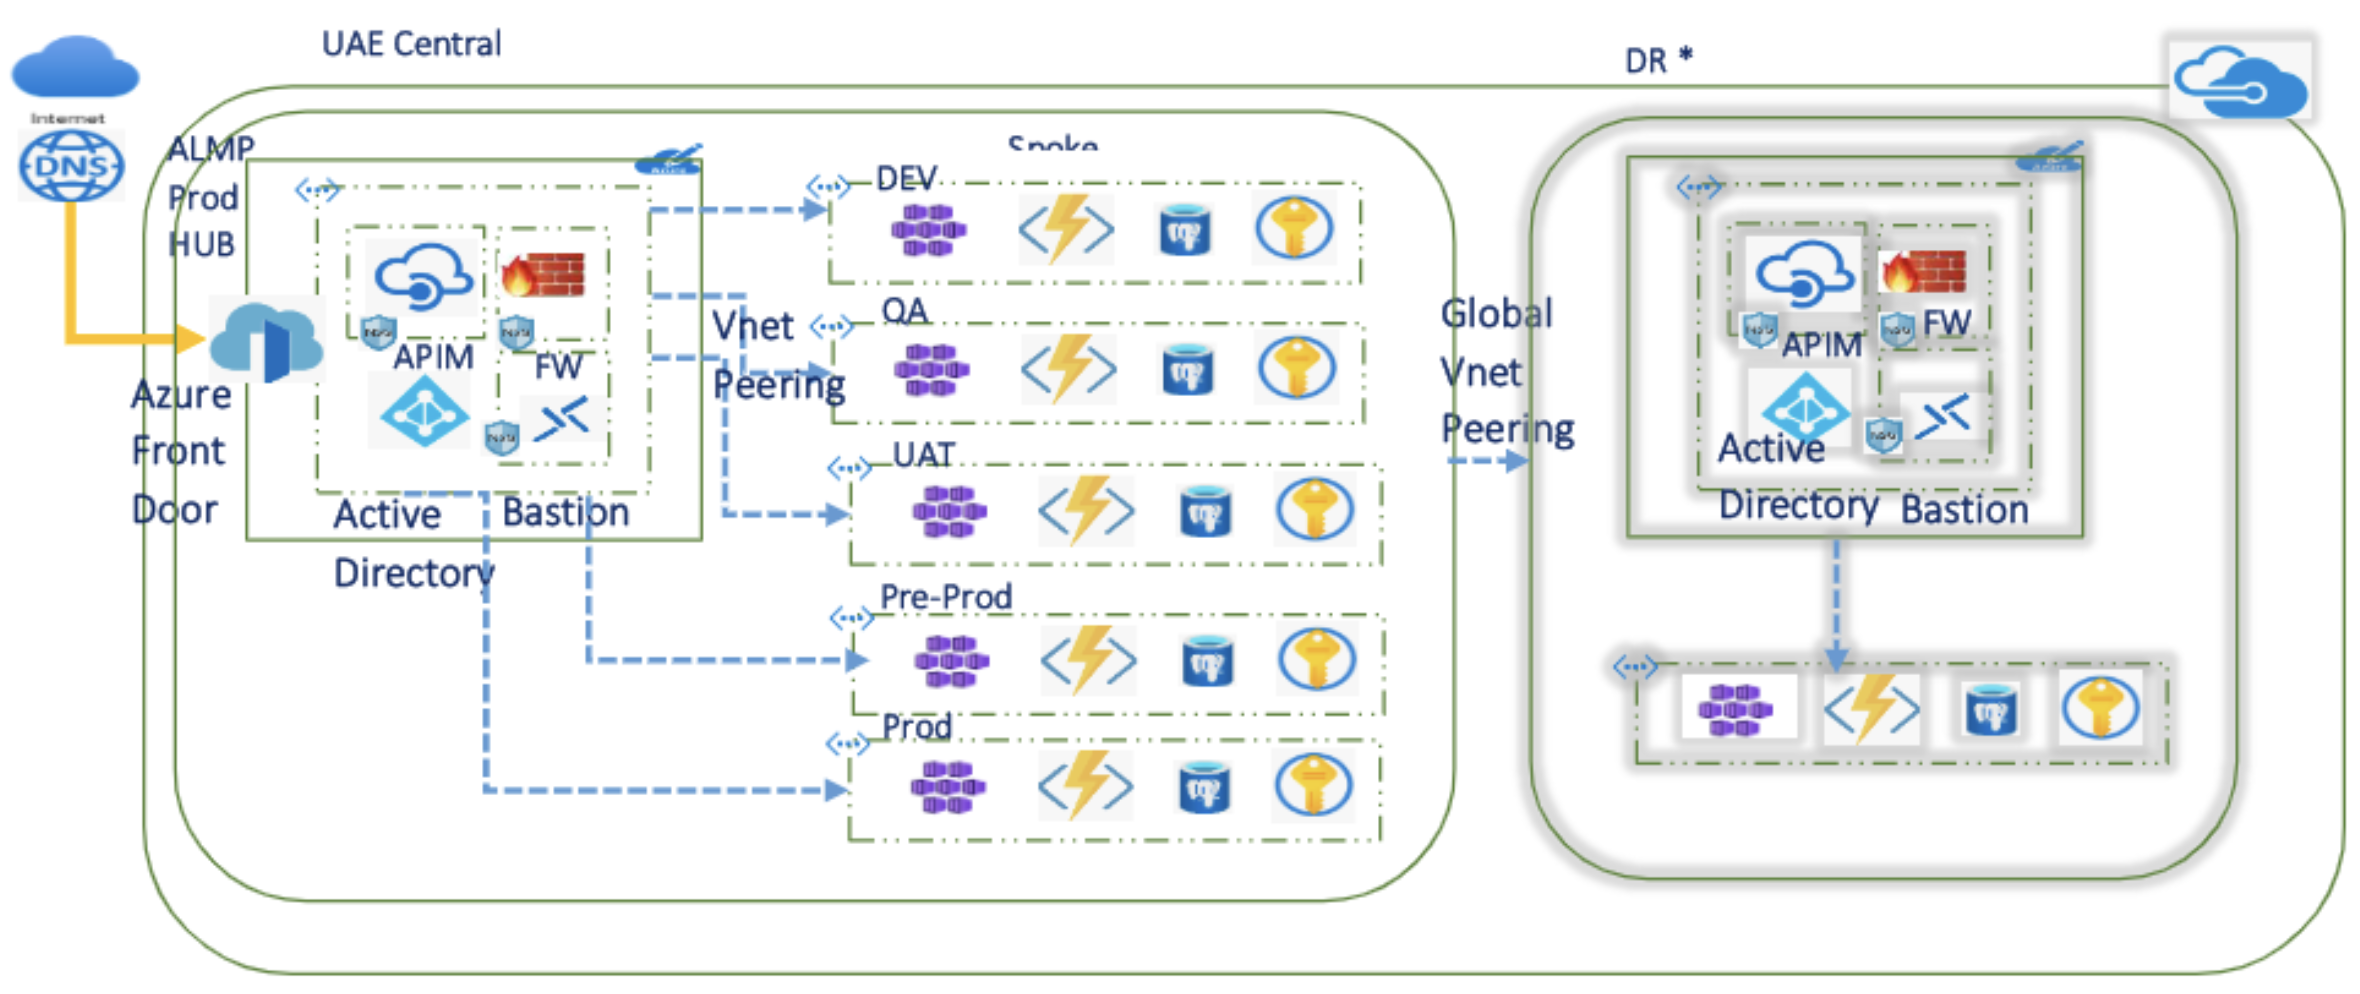 UAE Central
DR *
Internet
DNS
ALMP
Prod
HUB
Azure
Front
Door
APIM
FW
Active
Directory
Bastion
Vnet
Peering
Spoke
DEV
QA
UAT
Pre-Prod
Prod
Global
Vnet
Peering
APIM
FW
Active
Directory
Bastion